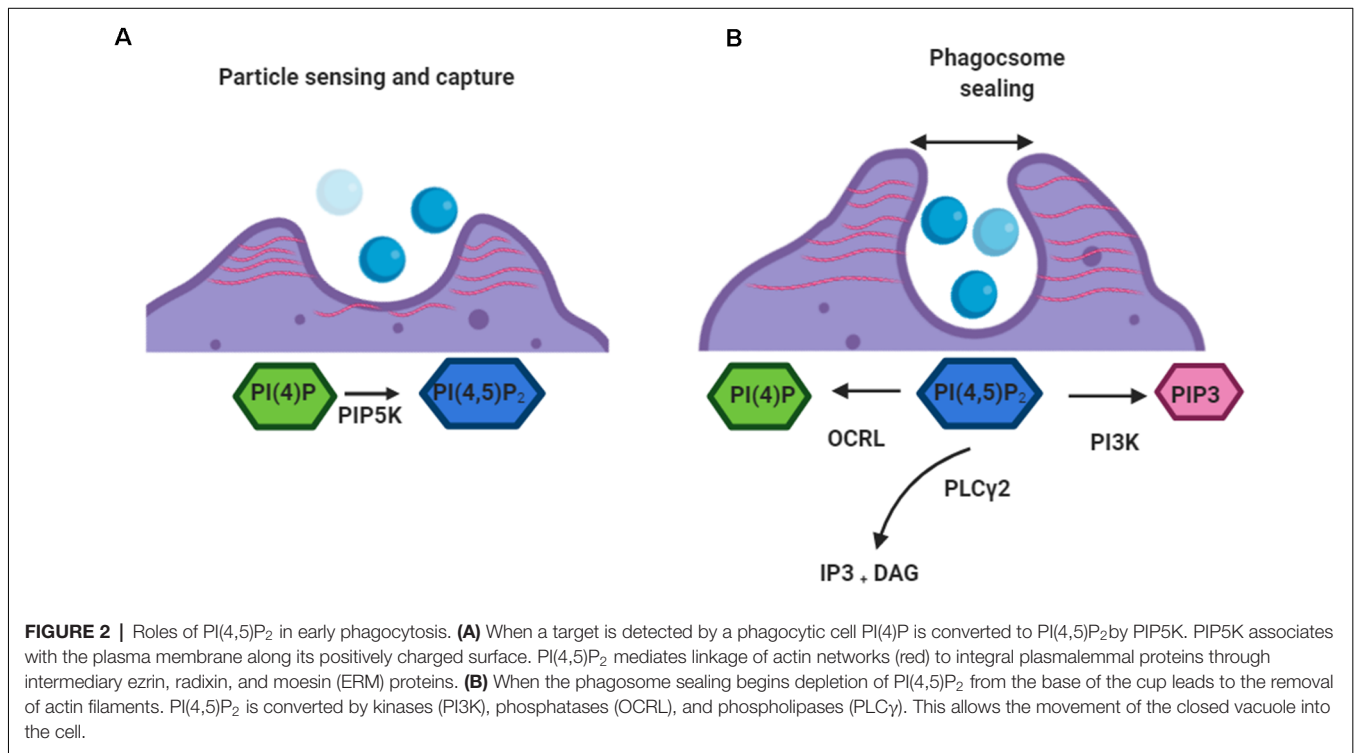 A
Particle sensing and capture
PI(4)P
PIP5K
PI(4,5)P₂
B
Phagocsome
sealing
PI(4)P
OCRL
PI(4,5)P₂
PI3K
PIP3
PLCγ2
IP3 + DAG
FIGURE 2 | Roles of PI(4,5)P₂ in early phagocytosis. (A) When a target is detected by a phagocytic cell PI(4)P is converted to PI(4,5)P₂by PIP5K. PIP5K associates
with the plasma membrane along its positively charged surface. PI(4,5)P₂ mediates linkage of actin networks (red) to integral plasmalemmal proteins through
intermediary ezrin, radixin, and moesin (ERM) proteins. (B) When the phagosome sealing begins depletion of PI(4,5)P₂ from the base of the cup leads to the removal
of actin filaments. PI(4,5)P₂ is converted by kinases (PI3K), phosphatases (OCRL), and phospholipases (PLCγ). This allows the movement of the closed vacuole into
the cell.